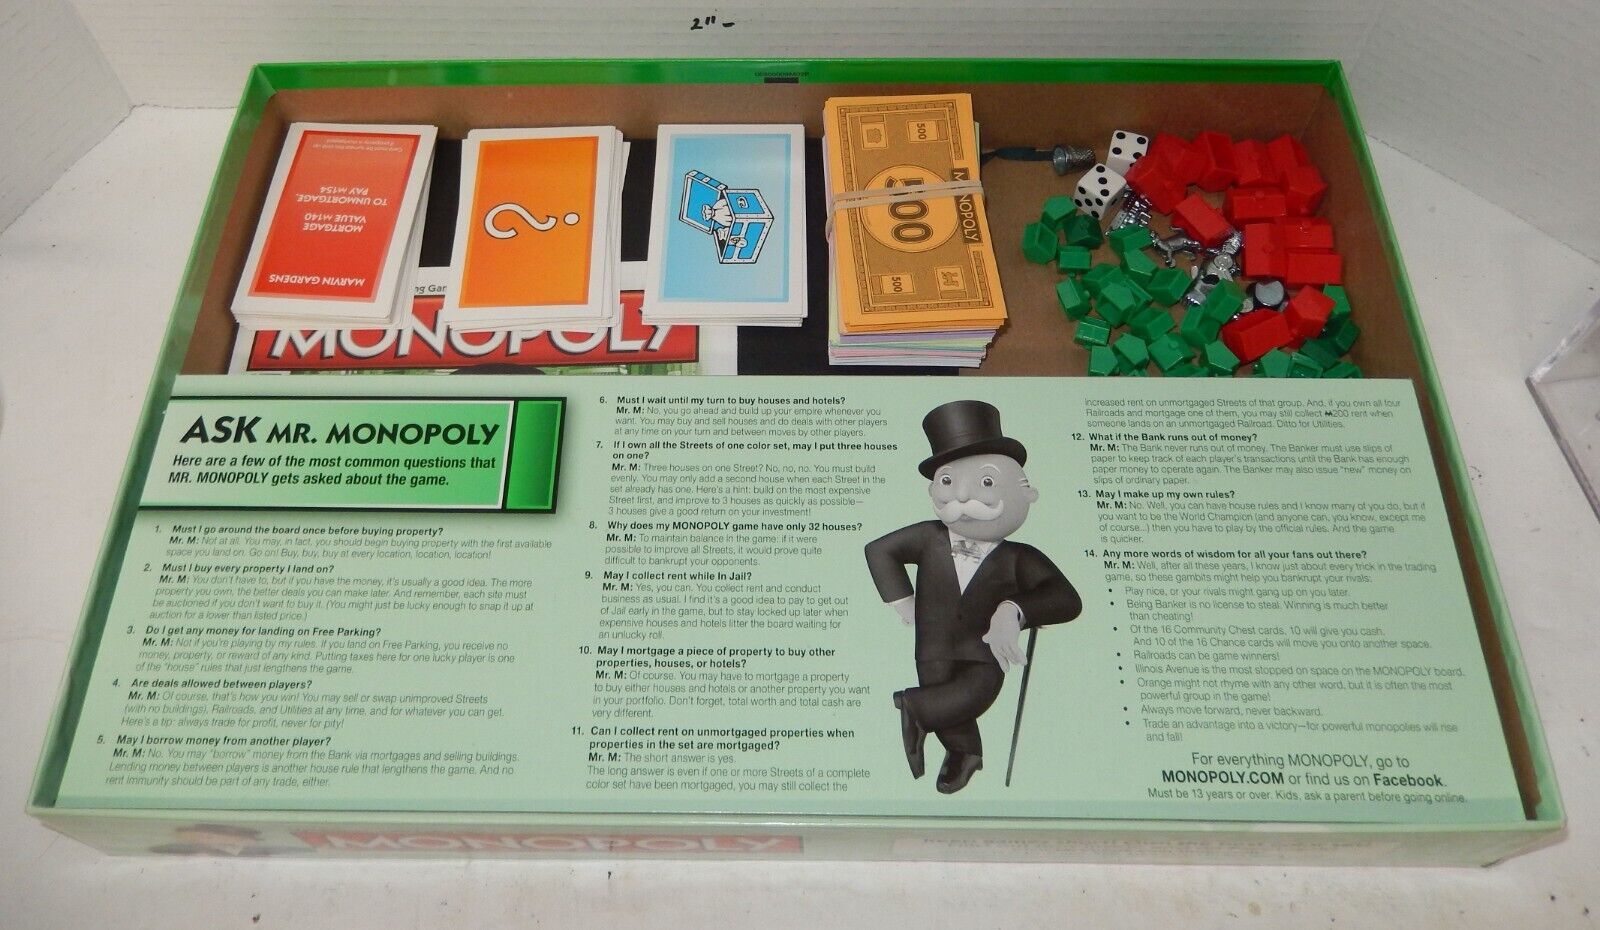 2" -
MARVIN GARDENS
MORTGAGE
VALUE ₩140
TO UNMORTGAGE,
PAY ₩154
Card must be turned this side up
if property is mortgaged
?
500
500
500
MONOPOLY
MONOPOLY
ASK MR. MONOPOLY
Here are a few of the most common questions that
MR. MONOPOLY gets asked about the game.
1. Must I go around the board once before buying property?
Mr. M: Not at all. You may, in fact, you should begin buying property with the first available
space you land on. Go on! Buy, buy, buy at every location, location, location!
2. Must I buy every property I land on?
Mr. M: You don't have to, but if you have the money, it's usually a good idea. The more
property you own, the better deals you can make later. And remember, each site must
be auctioned if you don't want to buy it. (You might just be lucky enough to snap it up at
auction for a lower than listed price.)
3. Do I get any money for landing on Free Parking?
Mr. M: Not if you're playing by my rules. If you land on Free Parking, you receive no
money, property, or reward of any kind. Putting taxes here for one lucky player is one
of the "house" rules that just lengthens the game.
4. Are deals allowed between players?
Mr. M: Of course, that's how you win! You may sell or swap unimproved Streets
(with no buildings), Railroads, and Utilities at any time, and for whatever you can get.
Here's a tip: always trade for profit, never for pity!
5. May I borrow money from another player?
Mr. M: No. You may "borrow" money from the Bank via mortgages and selling buildings.
Lending money between players is another house rule that lengthens the game. And no
rent immunity should be part of any trade, either.
6. Must I wait until my turn to buy houses and hotels?
Mr. M: No, you go ahead and build up your empire whenever you
want. You may buy and sell houses and do deals with other players
at any time on your turn and between moves by other players.
7. If I own all the Streets of one color set, may I put three houses
on one?
Mr. M: Three houses on one Street? No, no, no. You must build
evenly. You may only add a second house when each Street in the
set already has one. Here's a hint: build on the most expensive
Street first, and improve to 3 houses as quickly as possible—
3 houses give a good return on your investment!
8. Why does my MONOPOLY game have only 32 houses?
Mr. M: To maintain balance in the game: if it were
possible to improve all Streets, it would prove quite
difficult to bankrupt your opponents.
9. May I collect rent while In Jail?
Mr. M: Yes, you can. You collect rent and conduct
business as usual. I find it's a good idea to pay to get out
of Jail early in the game, but to stay locked up later when
expensive houses and hotels litter the board waiting for
an unlucky roll.
10. May I mortgage a piece of property to buy other
properties, houses, or hotels?
Mr. M: Of course. You may have to mortgage a property
to buy either houses and hotels or another property you want
in your portfolio. Don't forget, total worth and total cash are
very different.
11. Can I collect rent on unmortgaged properties when
properties in the set are mortgaged?
Mr. M: The short answer is yes.
The long answer is even if one or more Streets of a complete
color set have been mortgaged, you may still collect the
increased rent on unmortgaged Streets of that group. And, if you own all four
Railroads and mortgage one of them, you may still collect ₩200 rent when
someone lands on an unmortgaged Railroad. Ditto for Utilities.
12. What if the Bank runs out of money?
Mr. M: The Bank never runs out of money. The Banker must use slips of
paper to keep track of each player's transactions until the Bank has enough
paper money to operate again. The Banker may also issue "new" money on
slips of ordinary paper.
13. May I make up my own rules?
Mr. M: No. Well, you can have house rules and I know many of you do, but if
you want to be the World Champion (and anyone can, you know, except me
of course...) then you have to play by the official rules. And the game
is quicker.
14. Any more words of wisdom for all your fans out there?
Mr. M: Well, after all these years, I know just about every trick in the trading
game, so these gambits might help you bankrupt your rivals:
• Play nice, or your rivals might gang up on you later.
• Being Banker is no license to steal. Winning is much better
than cheating!
• Of the 16 Community Chest cards, 10 will give you cash.
And 10 of the 16 Chance cards will move you onto another space.
• Railroads can be game winners!
• Illinois Avenue is the most stopped on space on the MONOPOLY board.
• Orange might not rhyme with any other word, but it is often the most
powerful group in the game!
• Always move forward, never backward.
• Trade an advantage into a victory—for powerful monopolies will rise
and fall!
For everything MONOPOLY, go to
MONOPOLY.COM or find us on Facebook.
Must be 13 years or over. Kids, ask a parent before going online.
MONOPOLY